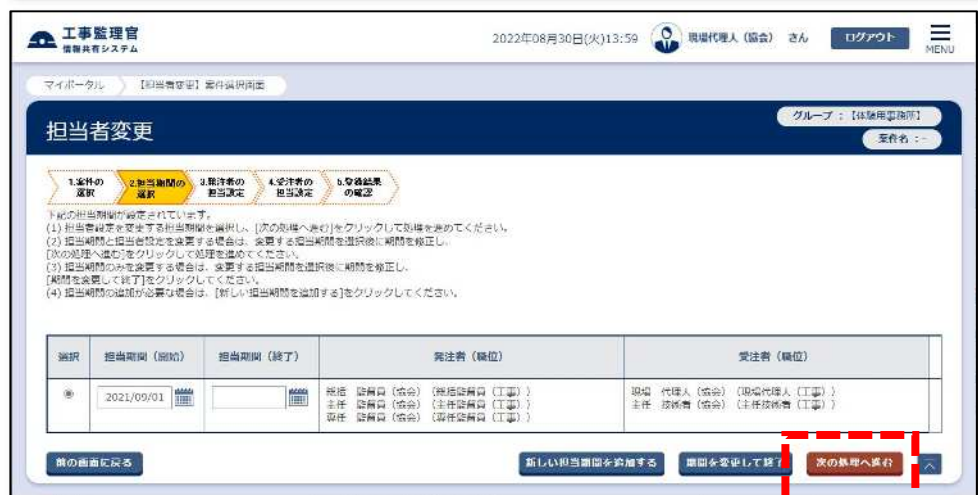 工事監理官
情報共有システム
2022年08月30日(火)13:59
現場代理人（協会） さん
ログアウト
MENU
マイポータル
【担当者変更】案件選択画面
担当者変更
グループ：【体験用事務所】
案件名：-
1.案件の
選択
2.担当期間の
選択
3.発注者の
担当設定
4.受注者の
担当設定
5.登録結果
の確認
下記の担当期間が設定されています。
(1) 担当者設定を変更する担当期間を選択し、[次の処理へ進む]をクリックして処理を進めてください。
(2) 担当期間と担当者設定を変更する場合は、変更する担当期間を選択後に期間を修正し、
[次の処理へ進む]をクリックして処理を進めてください。
(3) 担当期間のみを変更する場合は、変更する担当期間を選択後に期間を修正し、
[期間を変更して終了]をクリックしてください。
(4) 担当期間の追加が必要な場合は、[新しい担当期間を追加する]をクリックしてください。
選択 担当期間（開始） 担当期間（終了） 発注者（職位） 受注者（職位）
2021/09/01
総括 監督員（協会）（総括監督員（工事））
主任 監督員（協会）（主任監督員（工事））
専任 監督員（協会）（専任監督員（工事））
現場 代理人（協会）（現場代理人（工事））
主任 技術者（協会）（主任技術者（工事））
前の画面に戻る
新しい担当期間を追加する
期間を変更して終了
次の処理へ進む